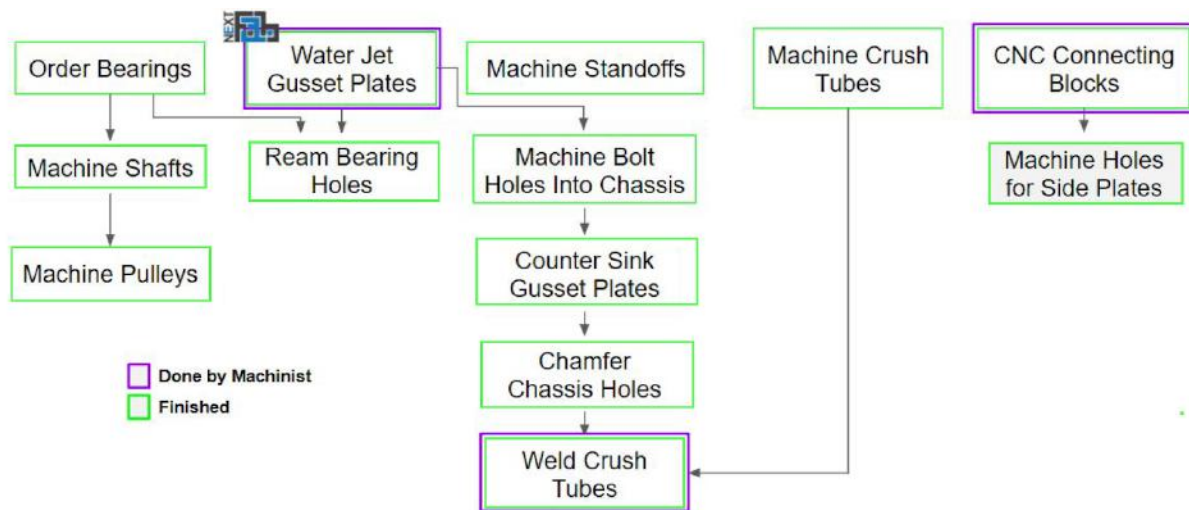 NEXT
Order Bearings
Water Jet
Gusset Plates
Machine Standoffs
Machine Crush
Tubes
CNC Connecting
Blocks
Machine Shafts
Ream Bearing
Holes
Machine Bolt
Holes Into Chassis
Machine Holes
for Side Plates
Machine Pulleys
Counter Sink
Gusset Plates
Chamfer
Chassis Holes
Done by Machinist
Finished
Weld Crush
Tubes